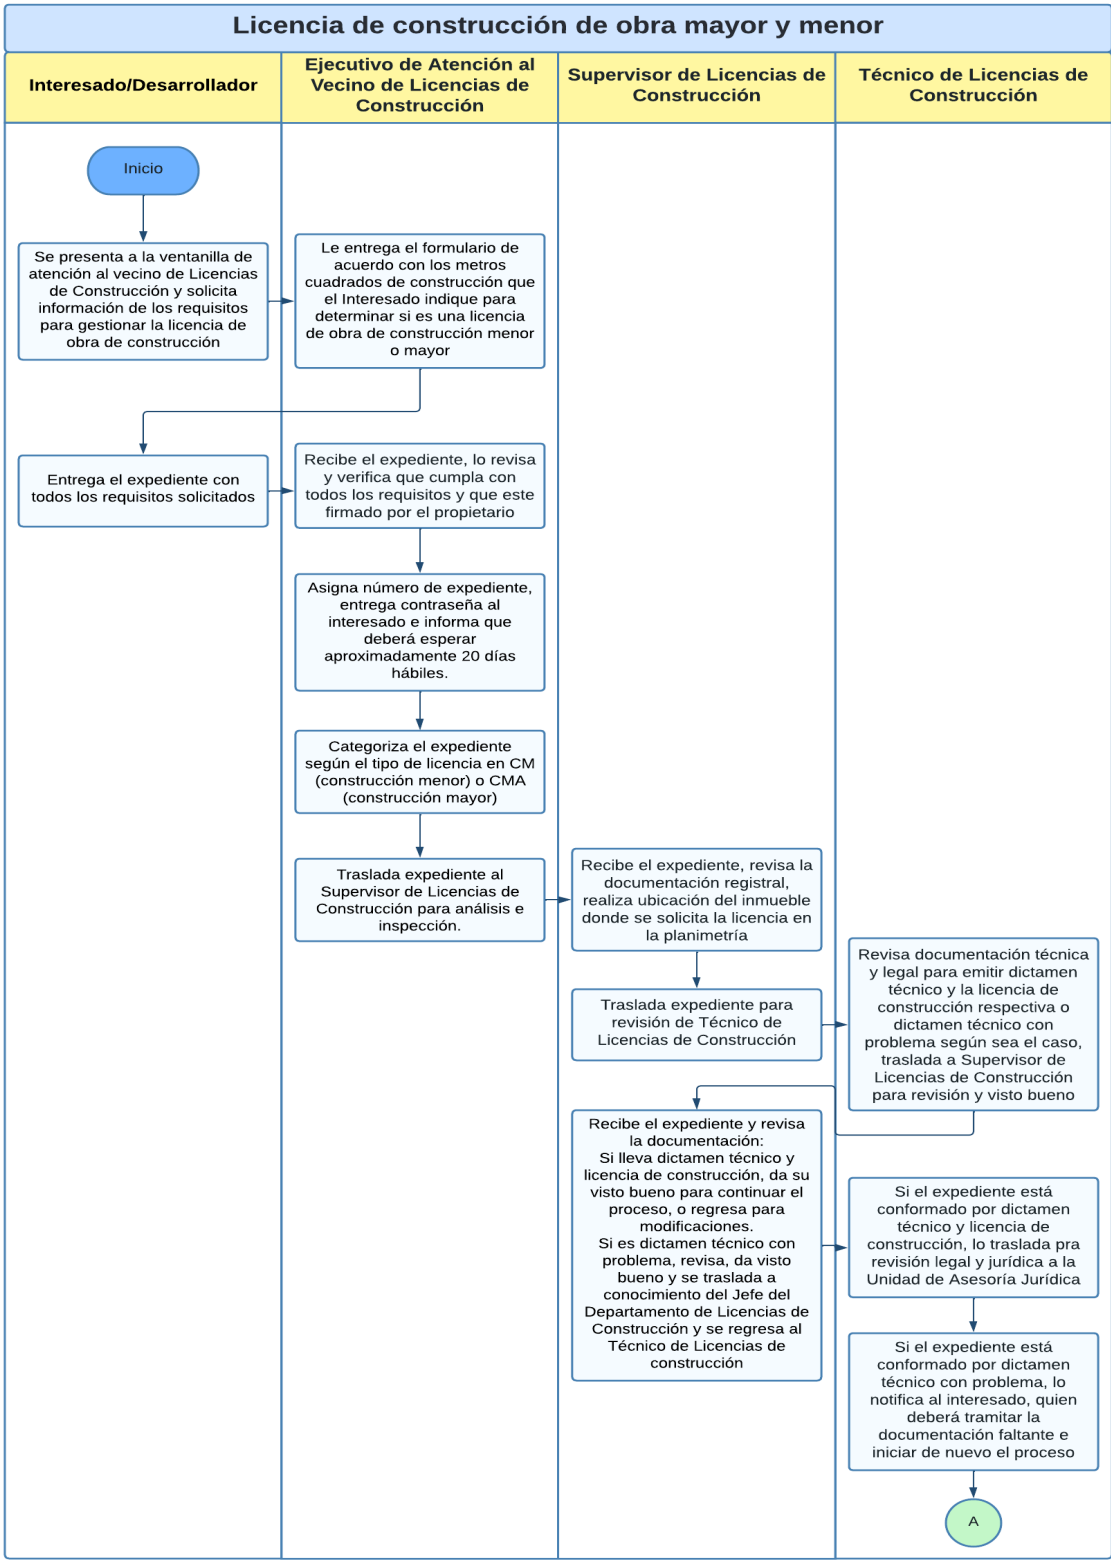 Licencia de construcción de obra mayor y menor
Interesado/Desarrollador
Ejecutivo de Atención al
Vecino de Licencias de
Construcción
Supervisor de Licencias de
Construcción
Técnico de Licencias de
Construcción
Inicio
Se presenta a la ventanilla de
atención al vecino de Licencias
de Construcción y solicita
información de los requisitos
para gestionar la licencia de
obra de construcción
Le entrega el formulario de
acuerdo con los metros
cuadrados de construcción que
el Interesado indique para
determinar si es una licencia
de obra de construcción menor
o mayor
Entrega el expediente con
todos los requisitos solicitados
Recibe el expediente, lo revisa
y verifica que cumpla con
todos los requisitos y que este
firmado por el propietario
Asigna número de expediente,
entrega contraseña al
interesado e informa que
deberá esperar
aproximadamente 20 días
hábiles.
Categoriza el expediente
según el tipo de licencia en CM
(construcción menor) o CMA
(construcción mayor)
Traslada expediente al
Supervisor de Licencias de
Construcción para análisis e
inspección.
Recibe el expediente, revisa la
documentación registral,
realiza ubicación del inmueble
donde se solicita la licencia en
la planimetría
Traslada expediente para
revisión de Técnico de
Licencias de Construcción
Revisa documentación técnica
y legal para emitir dictamen
técnico y la licencia de
construcción respectiva o
dictamen técnico con
problema según sea el caso,
traslada a Supervisor de
Licencias de Construcción
para revisión y visto bueno
Recibe el expediente y revisa
la documentación:
Si lleva dictamen técnico y
licencia de construcción, da su
visto bueno para continuar el
proceso, o regresa para
modificaciones.
Si es dictamen técnico con
problema, revisa, da visto
bueno y se traslada a
conocimiento del Jefe del
Departamento de Licencias de
Construcción y se regresa al
Técnico de Licencias de
construcción
Si el expediente está
conformado por dictamen
técnico y licencia de
construcción, lo traslada pra
revisión legal y jurídica a la
Unidad de Asesoría Jurídica
Si el expediente está
conformado por dictamen
técnico con problema, lo
notifica al interesado, quien
deberá tramitar la
documentación faltante e
iniciar de nuevo el proceso
A